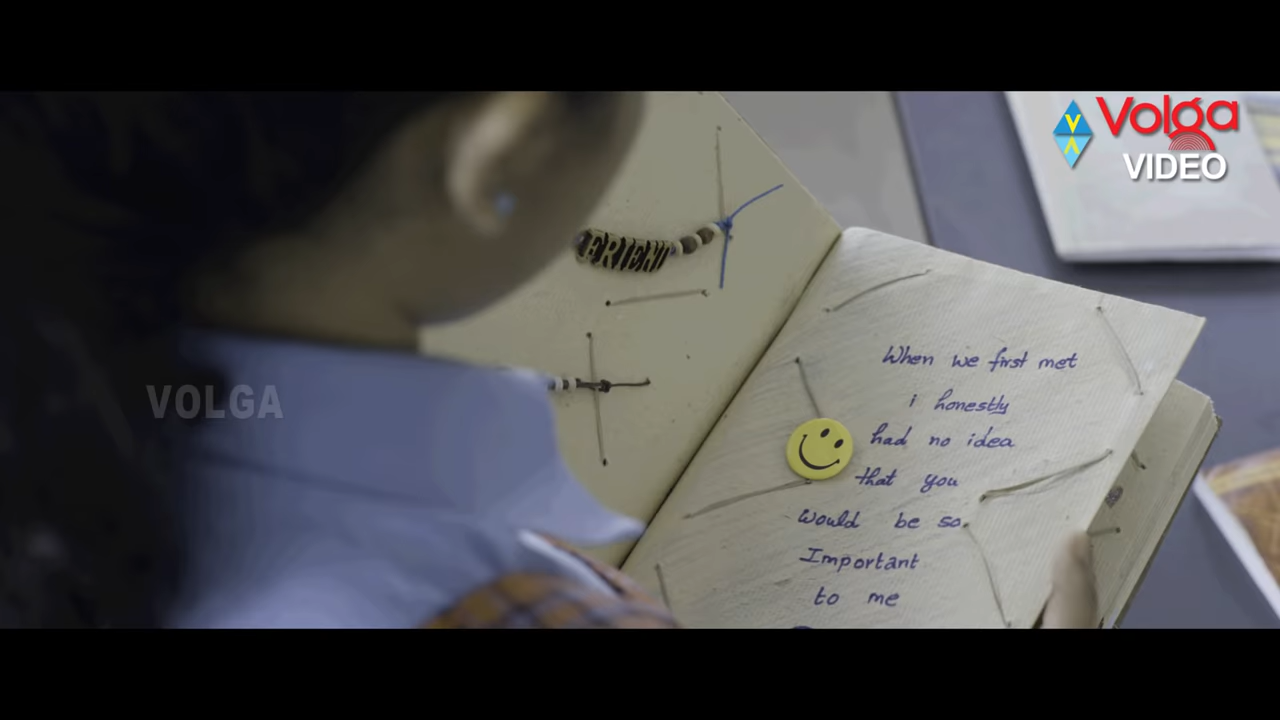 Volga
VIDEO
V
V
FRIEND
VOLGA
When we first met
i honestly
had no idea
that you
would be so
Important
to me